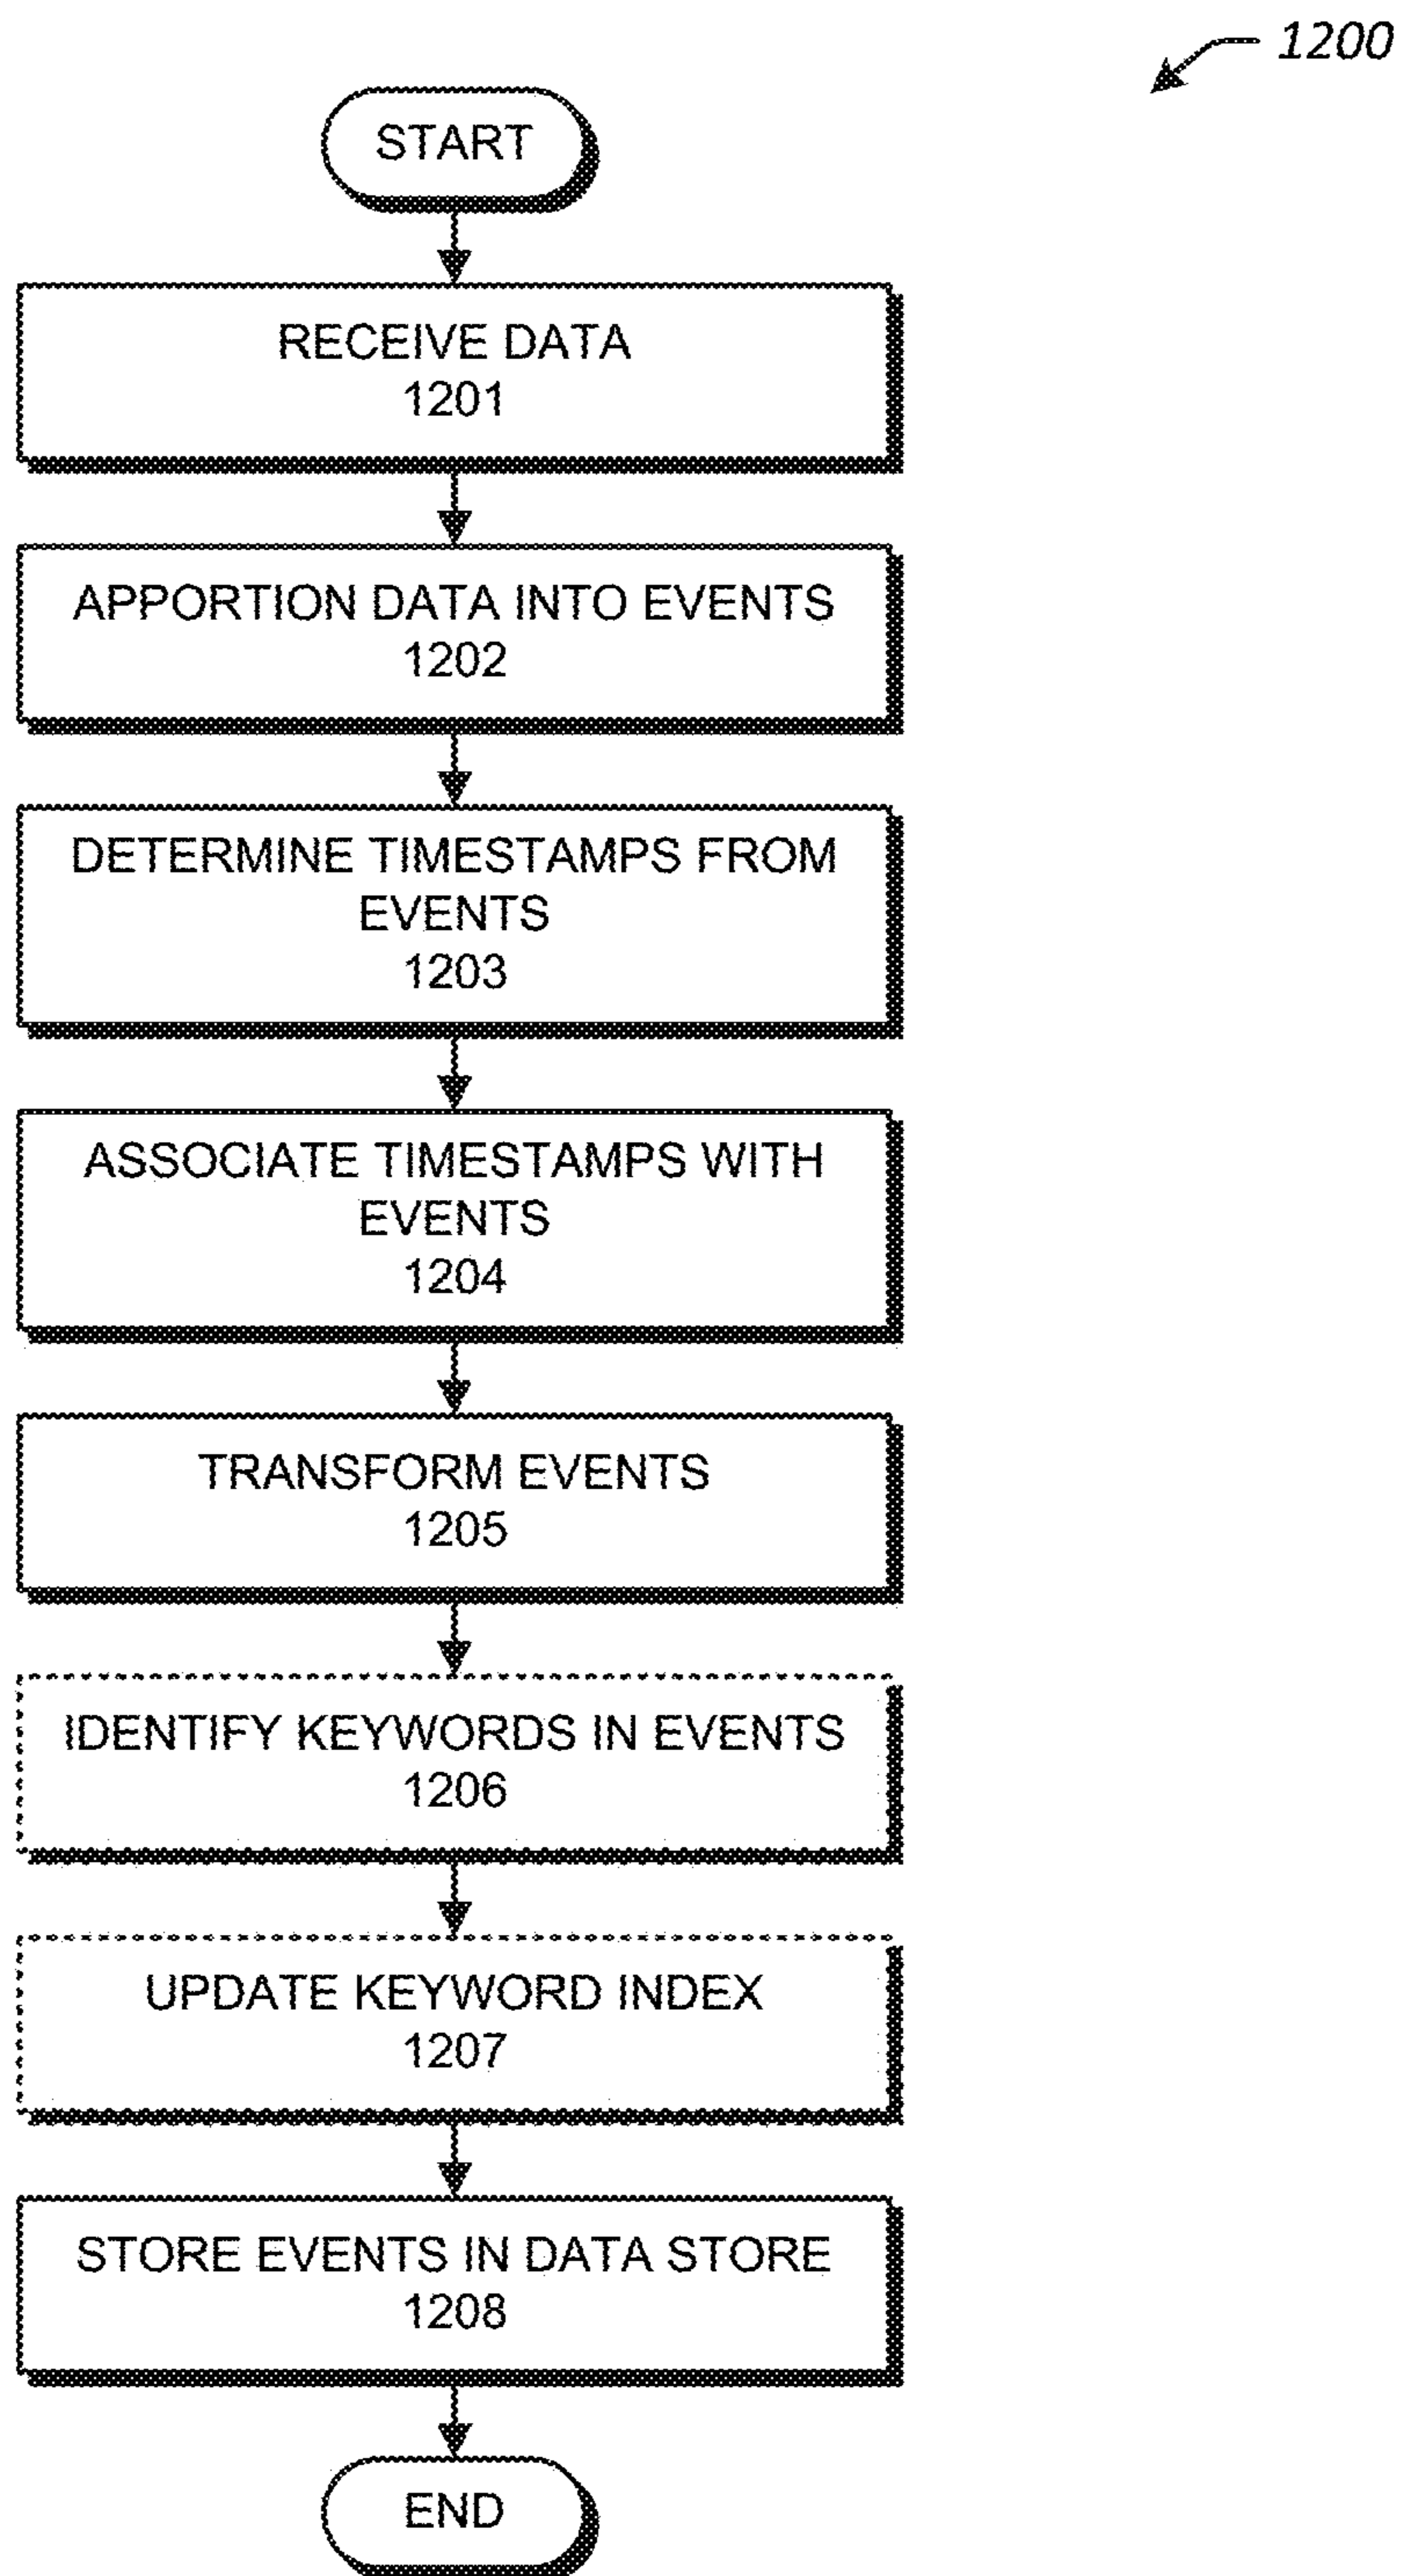 1200
START
RECEIVE DATA
1201
APPORTION DATA INTO EVENTS
1202
DETERMINE TIMESTAMPS FROM
EVENTS
1203
ASSOCIATE TIMESTAMPS WITH
EVENTS
1204
TRANSFORM EVENTS
1205
IDENTIFY KEYWORDS IN EVENTS
1206
UPDATE KEYWORD INDEX
1207
STORE EVENTS IN DATA STORE
1208
END